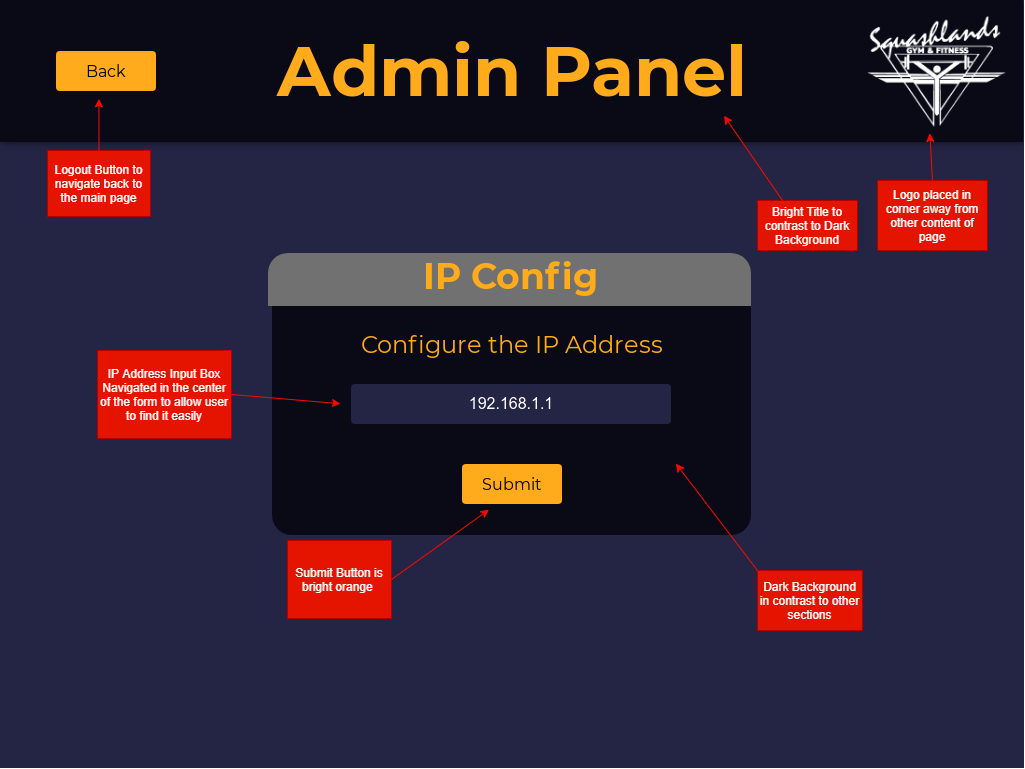 Back
Admin Panel
Squashlands
GYM & FITNESS
Logout Button to
navigate back to
the main page
Bright Title to
contrast to Dark
Background
Logo placed in
corner away from
other content of
page
IP Config
Configure the IP Address
IP Address Input Box
Navigated in the center
of the form to allow user
to find it easily
192.168.1.1
Submit
Submit Button is
bright orange
Dark Background
in contrast to other
sections